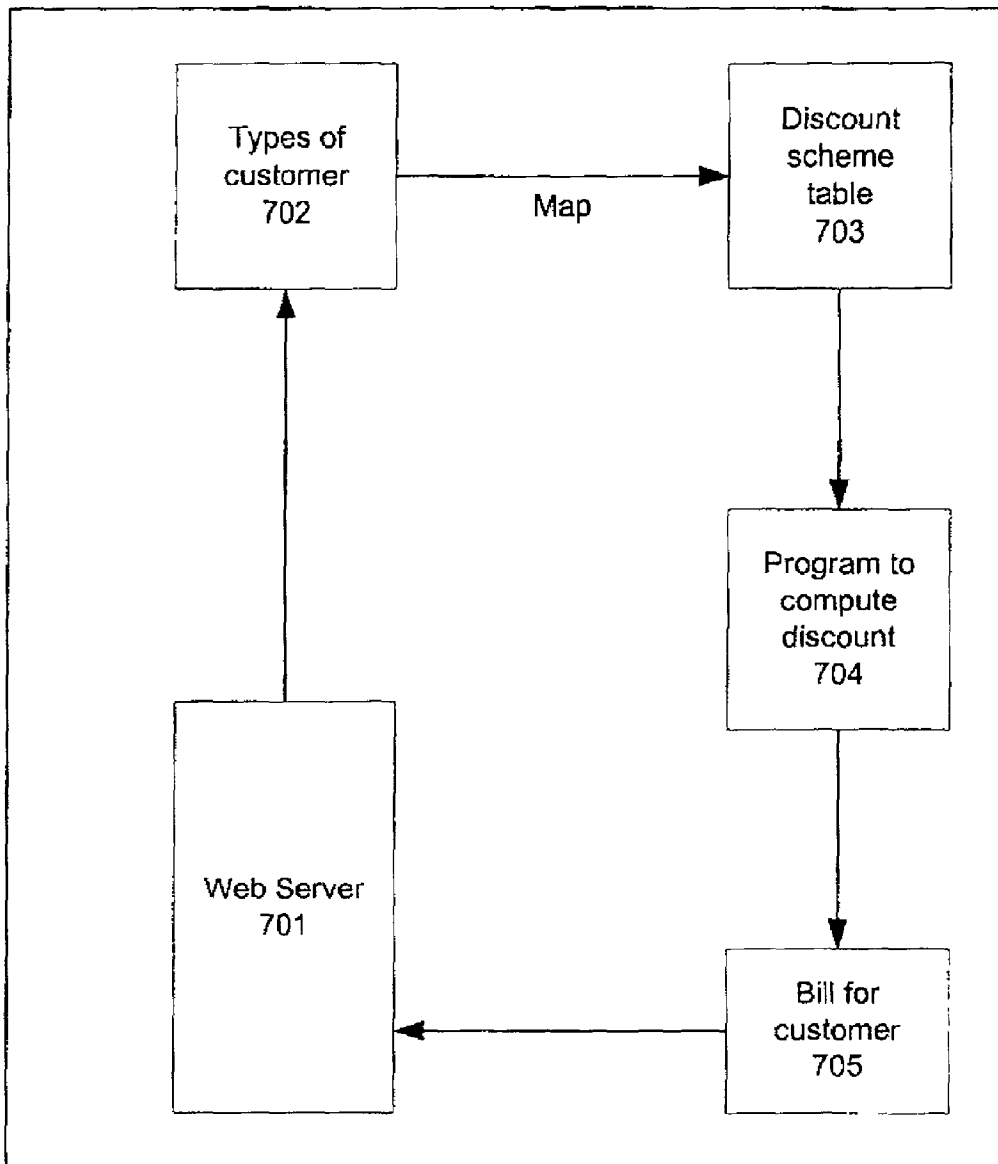 Types of
customer
702
Map
Discount
scheme
table
703
Program to
compute
discount
704
Web Server
701
Bill for
customer
705